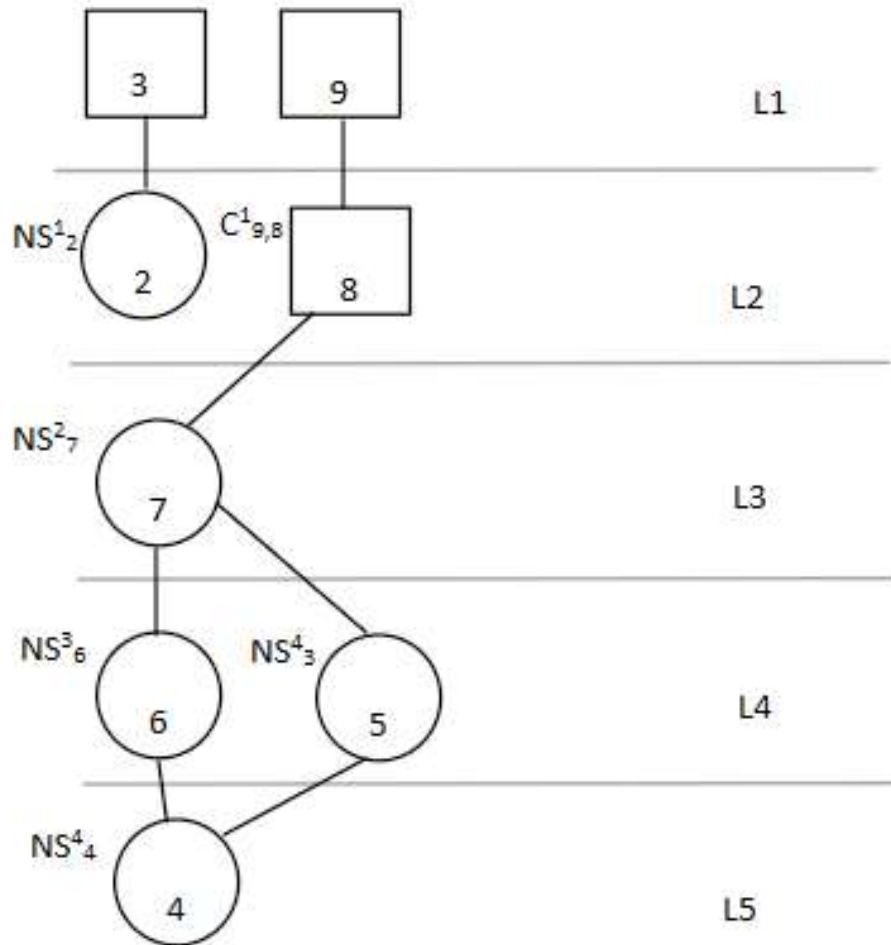 3 9 L1
NS¹₂ 2 C¹₉,₈ 8 L2
NS²₇ 7 L3
NS³₆ 6 NS⁴₃ 5 L4
NS⁴₄ 4 L5